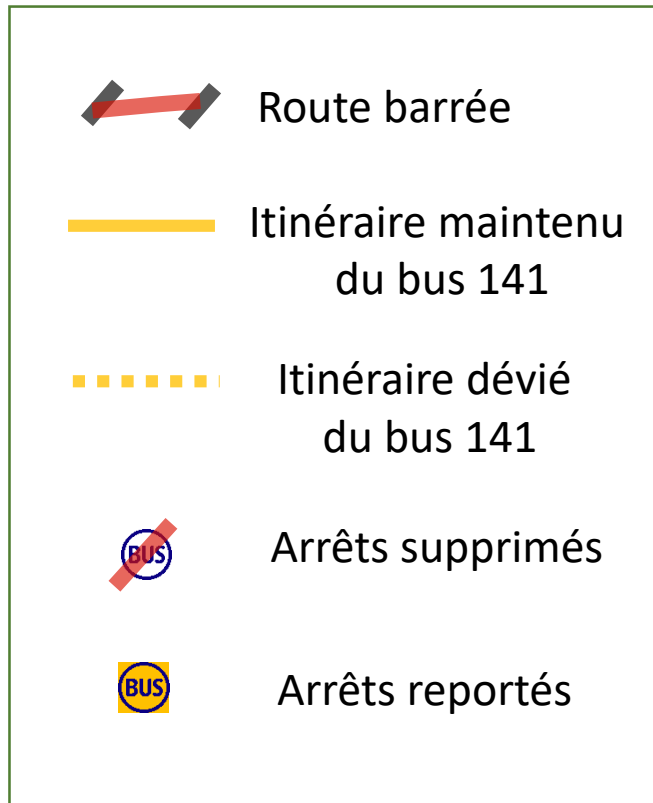 Route barrée
Itinéraire maintenu
du bus 141
Itinéraire dévié
du bus 141
BUS
Arrêts supprimés
BUS
Arrêts reportés